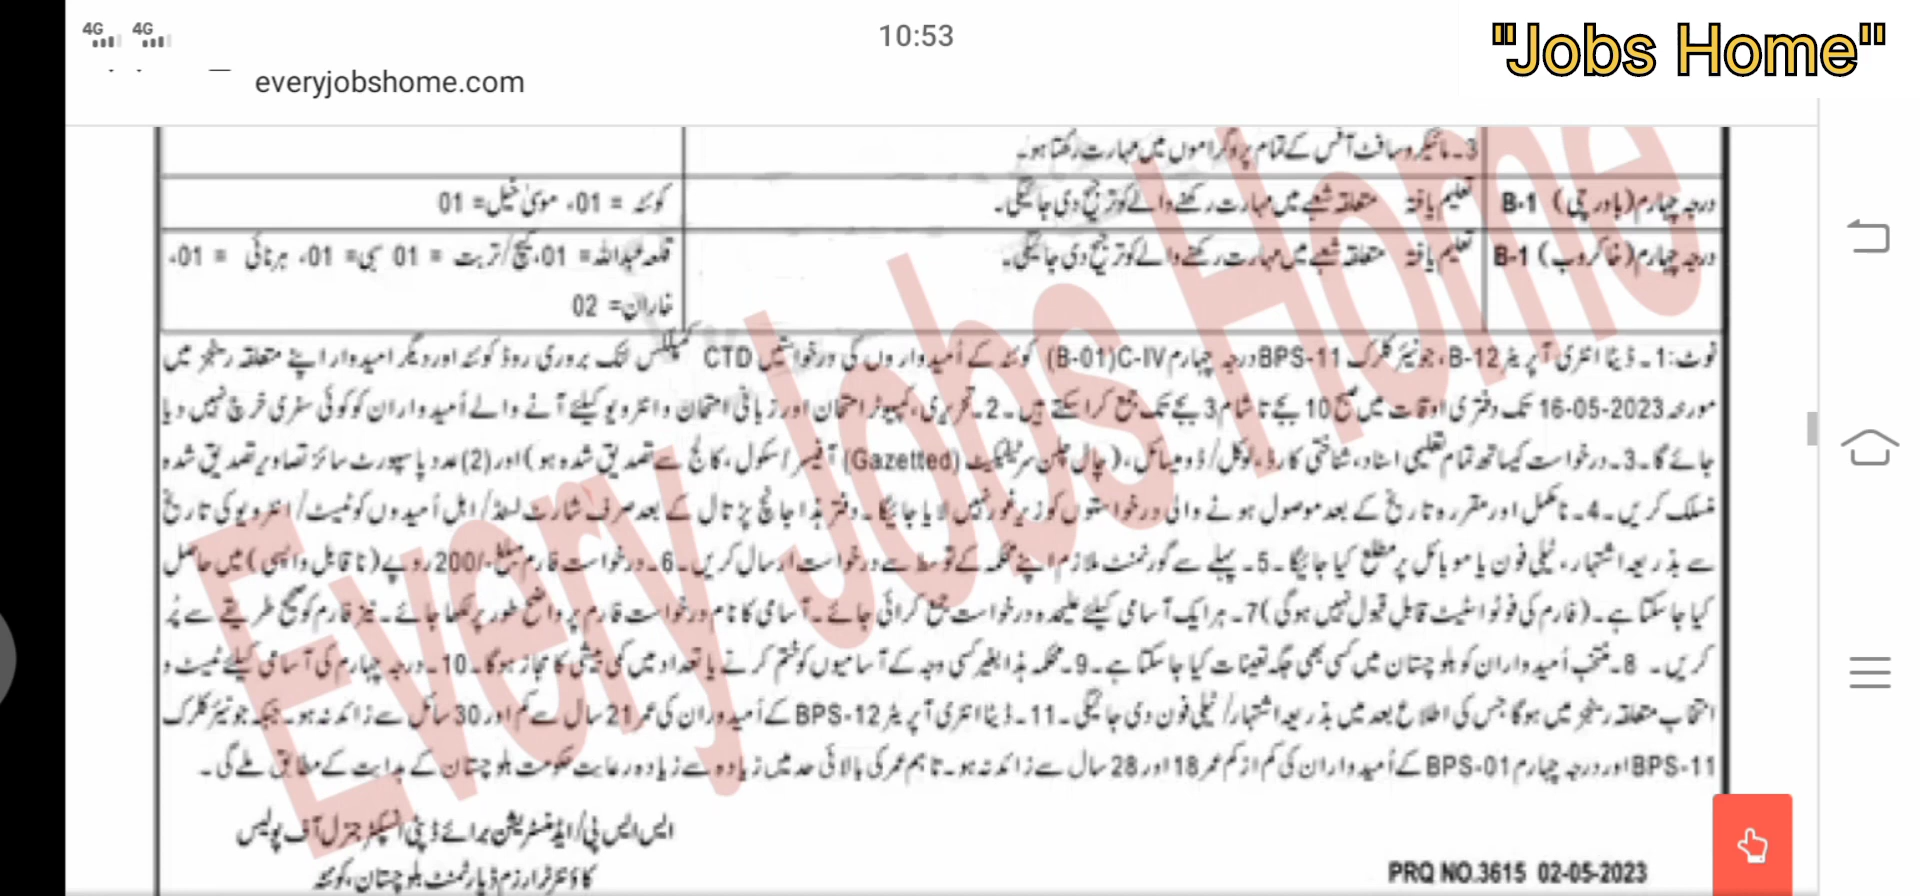 4G 4G
10:53
"Jobs Home"
everyjobshome.com
3۔مائیکروسافٹ آفس کے تمام پروگراموں میں مہارت رکھتا ہو۔
درجہ چہارم(باورچی) B-1 تعلیم یافتہ متعلقہ شعبے میں مہارت رکھنے والے کو ترجیح دی جائیگی۔ کوئٹہ = 01، موسیٰ خیل= 01
درجہ چہارم(خاکروب) B-1 تعلیم یافتہ متعلقہ شعبے میں مہارت رکھنے والے کو ترجیح دی جائیگی۔ قلعہ عبداللہ= 01، کیچ/تربت = 01 سبی= 01، ہرنائی = 01،
خاران= 02
نوٹ:1۔ ڈیٹا انٹری آپریٹر B-12، جونیئر کلرک BPS-11 درجہ چہارم C-IV(B-01) کوئٹہ کے اُمیدواروں کی درخواستیں CTD کمپلیکس لنک بروری روڈ کوئٹہ اور دیگر امیدوار اپنے متعلقہ رینجز میں
مورخہ 16-05-2023 تک دفتری اوقات میں صبح 10 بجے تا شام 3 بجے تک جمع کراسکتے ہیں۔2۔ تحریری، کمپیوٹر امتحان اور زبانی امتحان و انٹرویو کیلئے آنے والے اُمیدواران کو کوئی سفری خرچ نہیں دیا
جائے گا۔3۔درخواست کیساتھ تمام تعلیمی اسناد، شناختی کارڈ، لوکل/ڈومیسائل، (چال چلن سرٹیفکیٹ (Gazetted) آفیسر/سکول، کالج سے تصدیق شدہ ہو) اور (2) عدد پاسپورٹ سائز تصاویر تصدیق شدہ
منسلک کریں۔4۔نامکمل اور مقررہ تاریخ کے بعد موصول ہونے والی درخواستوں کو زیر غور نہیں لایا جائیگا۔ دفتر ہذا جانچ پڑتال کے بعد صرف شارٹ لسٹڈ/اہل اُمیدوں کو ٹیسٹ/انٹرویو کی تاریخ
سے بذریعہ اشتہار، ٹیلی فون یا موبائل پر مطلع کیا جائیگا۔5۔ پہلے سے گورنمنٹ ملازم اپنے محکمہ کے توسط سے درخواست ارسال کریں۔6۔درخواست فارم مبلغ -/200روپے (ناقابل واپسی) میں حاصل
کیا جاسکتا ہے۔ (فارم کی فوٹو اسٹیٹ قابل قبول نہیں ہوگی)7۔ہر ایک آسامی کیلئے علیحدہ درخواست جمع کرائی جائے۔آسامی کا نام درخواست فارم پر واضح طور پر لکھا جائے۔ نیز فارم کو صحیح طریقے سے پُر
کریں۔ 8۔منتخب اُمیدواران کو بلوچستان میں کسی بھی جگہ تعینات کیا جاسکتا ہے۔9۔محکمہ ہذا بغیر کسی وجہ کے آسامیوں کو ختم کرنے یا تعداد میں کمی بیشی کا مجاز ہوگا۔10۔درجہ چہارم کی آسامی کیلئے ٹیسٹ و
انتخاب متعلقہ رینجز میں ہوگا جس کی اطلاع بعد میں بذریعہ اشتہار/ٹیلی فون دی جائیگی۔11۔ڈیٹا انٹری آپریٹر BPS-12 کے اُمیدوران کی عمر 21 سال سے کم اور 30 سائل سے زائد نہ ہو۔ جبکہ جونیئر کلرک
BPS-11 اور درجہ چہارم BPS-01 کے اُمیدواران کی کم از کم عمر 18 اور 28 سال سے زائد نہ ہو۔تاہم عمر کی بالائی حد میں زیادہ سے زیادہ رعایت حکومت بلوچستان کے ہدایت کے مطابق ملے گی۔
ایس ایس پی/ایڈمنسٹریشن برائے ڈپٹی انسپکٹر جنرل آف پولیس
کاؤنٹر ٹررازم ڈیپارٹمنٹ بلوچستان، کوئٹہ
PRQ NO.3615 02-05-2023
Every Jobs Home